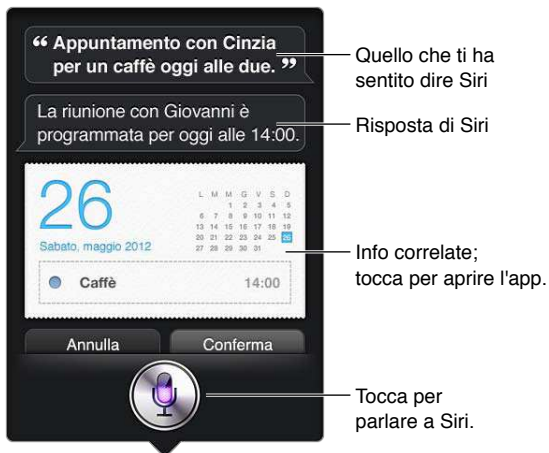 “ Appuntamento con Cinzia
per un caffè oggi alle due. ”
Quello che ti ha
sentito dire Siri
La riunione con Giovanni è
programmata per oggi alle 14:00.
Risposta di Siri
26
Sabato, maggio 2012
L M M G V S D
1 2 3 4 5
6 7 8 9 10 11 12
13 14 15 16 17 18 19
20 21 22 23 24 25 26
27 28 29 30 31
Caffè 14:00
Info correlate;
tocca per aprire l'app.
Annulla Conferma
Tocca per
parlare a Siri.